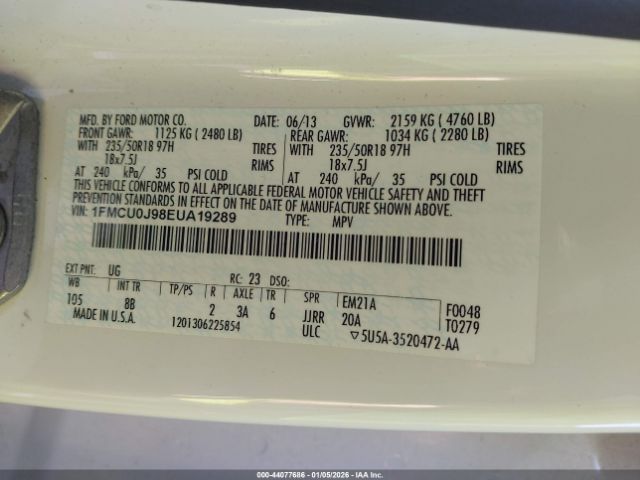 MFD. BY FORD MOTOR CO. DATE: 06/13 GVWR: 2159 KG ( 4760 LB)
FRONT GAWR: 1125 KG ( 2480 LB) REAR GAWR: 1034 KG ( 2280 LB)
WITH 235/50R18 97H TIRES WITH 235/50R18 97H TIRES
18x7.5J RIMS 18x7.5J RIMS
AT 240 kPa/ 35 PSI COLD AT 240 kPa/ 35 PSI COLD
THIS VEHICLE CONFORMS TO ALL APPLICABLE FEDERAL MOTOR VEHICLE SAFETY AND THEFT
PREVENTION STANDARDS IN EFFECT ON THE DATE OF MANUFACTURE SHOWN ABOVE.
VIN: 1FMCU0J98EUA19289 TYPE: MPV
EXT PNT: UG RC: 23 DSO:
WB INT TR TP/PS R AXLE TR SPR EM21A F0048
105 8B 2 3A 6 JJRR 20A T0279
MADE IN U.S.A. 1201306225854 ULC ▽5U5A-3520472-AA
© IAA - 44077686 - 01/05/2026 - IAAI.COM